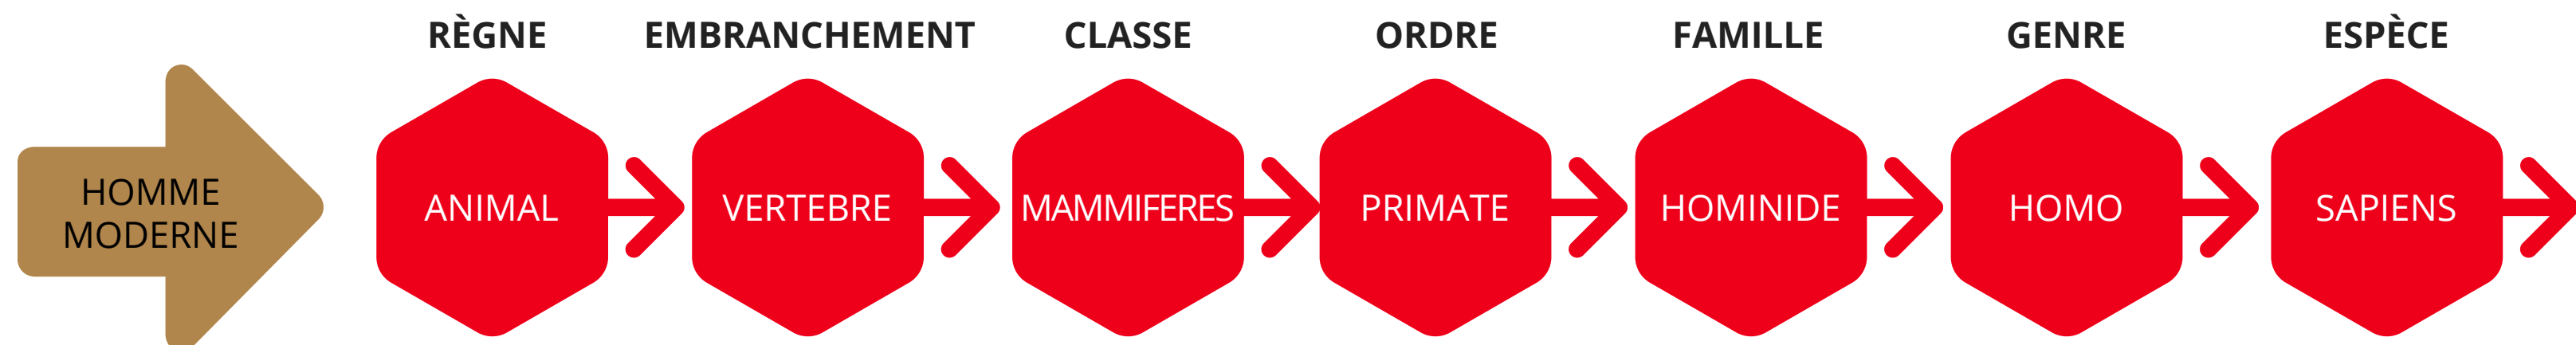 RÈGNE EMBRANCHEMENT CLASSE ORDRE FAMILLE GENRE ESPÈCE
HOMME
MODERNE
ANIMAL VERTEBRE MAMMIFERES PRIMATE HOMINIDE HOMO SAPIENS